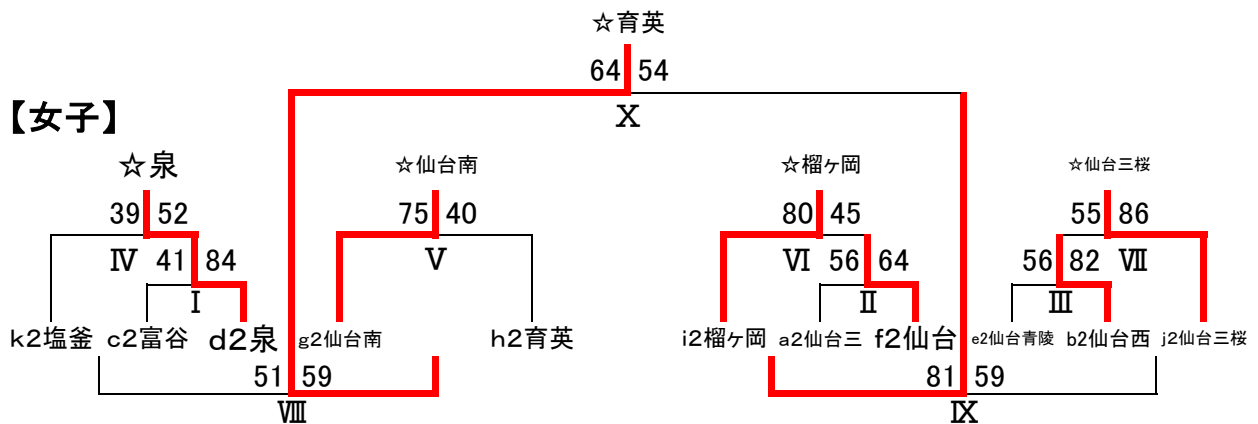 ☆育英
64 54
【女子】
Ⅹ
☆泉 ☆仙台南 ☆榴ヶ岡 ☆仙台三桜
39 52 75 40 80 45 55 86
Ⅳ 41 84 Ⅴ Ⅵ 56 64 56 82 Ⅶ
Ⅰ Ⅱ Ⅲ
k2塩釜 c2富谷 d2泉 g2仙台南 h2育英 i2榴ヶ岡 a2仙台三 f2仙台 e2仙台青陵 b2仙台西 j2仙台三桜
51 59 81 59
Ⅷ Ⅸ